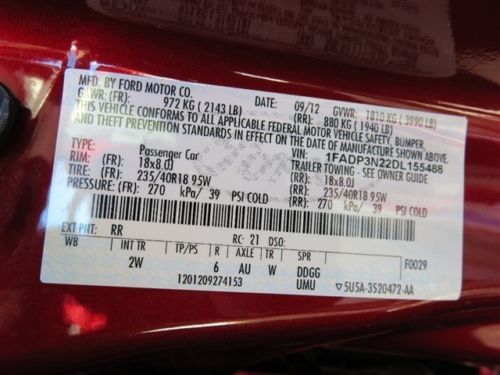 MFD. BY FORD MOTOR CO.
DATE: 09/12 GVWR: 1810 KG ( 3990 LB)
GAWR: (FR): 972 KG ( 2143 LB) (RR): 880 KG ( 1940 LB)
THIS VEHICLE CONFORMS TO ALL APPLICABLE FEDERAL MOTOR VEHICLE SAFETY, BUMPER,
AND THEFT PREVENTION STANDARDS IN EFFECT ON THE DATE OF MANUFACTURE SHOWN ABOVE.
VIN: 1FADP3N22DL155488
TYPE: Passenger Car TRAILER TOWING - SEE OWNER GUIDE
RIM: 18x8.0J 18x8.0J
TIRE: 235/40R18 95W (RR): 235/40R18 95W
PRESSURE: (FR) 270 kPa/ 39 PSI COLD (RR): 270 kPa/ 39 PSI COLD
EXT PNT: RR RC: 21 DSO:
WB INT TR TP/PS R AXLE TR SPR F0029
2W 6 AU W DDGG
1201209274153 UMU ▽5U5A-3520472-AA